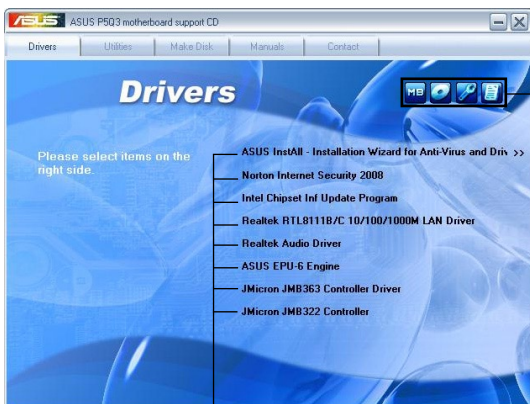 ASUS ASUS P5Q3 motherboard support CD
Drivers Utilities Make Disk Manuals Contact
Drivers
MB
Please select items on the
right side.
ASUS InstAll - Installation Wizard for Anti-Virus and Driv >>
Norton Internet Security 2008
Intel Chipset Inf Update Program
Realtek RTL8111B/C 10/100/1000M LAN Driver
Realtek Audio Driver
ASUS EPU-6 Engine
JMicron JMB363 Controller Driver
JMicron JMB322 Controller